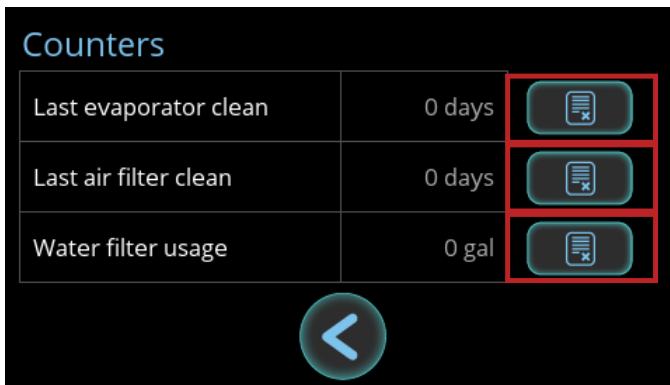 Counters
Last evaporator clean 0 days
Last air filter clean 0 days
Water filter usage 0 gal